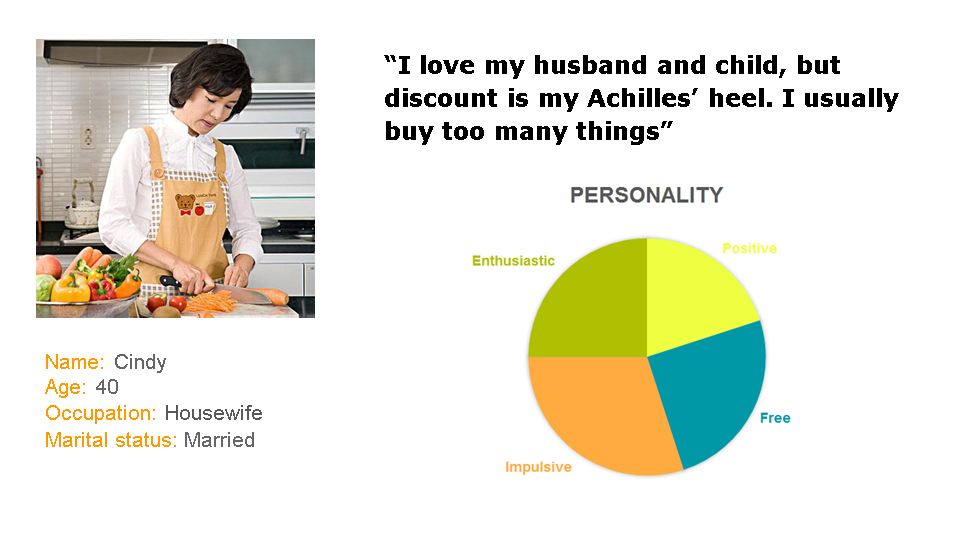 “I love my husband and child, but
discount is my Achilles’ heel. I usually
buy too many things”
PERSONALITY
Enthusiastic
Positive
Free
Impulsive
Name: Cindy
Age: 40
Occupation: Housewife
Marital status: Married